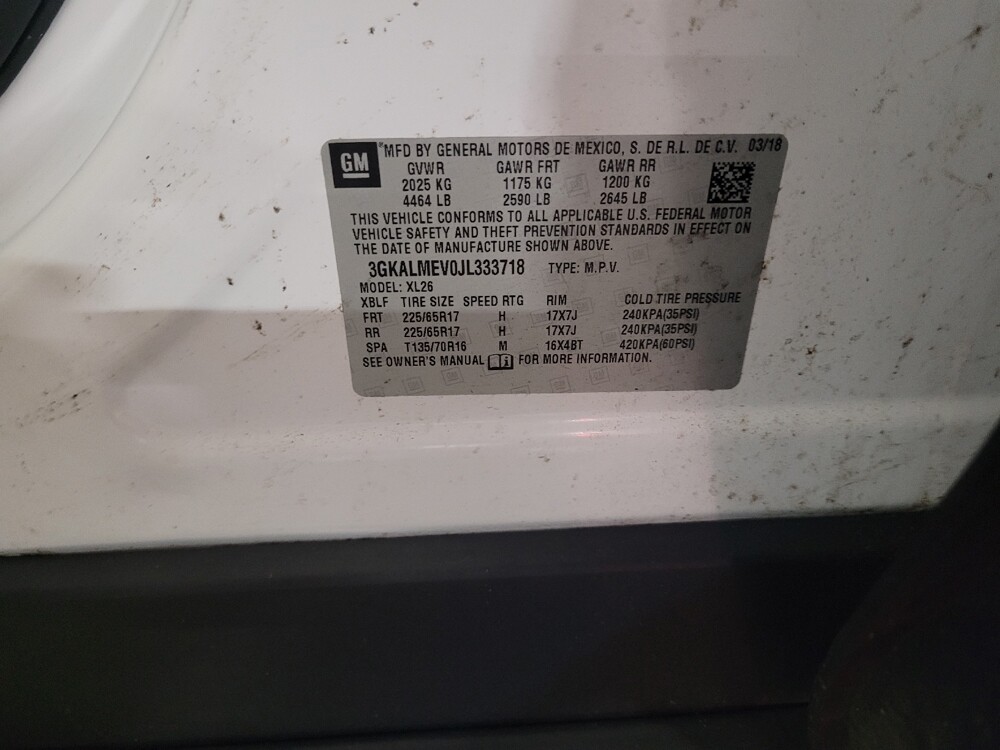 GM MFD BY GENERAL MOTORS DE MEXICO, S. DE R.L. DE C.V. 03/18
GVWR GAWR FRT GAWR RR
2025 KG 1175 KG 1200 KG
4464 LB 2590 LB 2645 LB
THIS VEHICLE CONFORMS TO ALL APPLICABLE U.S. FEDERAL MOTOR
VEHICLE SAFETY AND THEFT PREVENTION STANDARDS IN EFFECT ON
THE DATE OF MANUFACTURE SHOWN ABOVE.
3GKALMEV0JL333718 TYPE: M.P.V.
MODEL: XL26
XBLF TIRE SIZE SPEED RTG RIM COLD TIRE PRESSURE
FRT 225/65R17 H 17X7J 240KPA(35PSI)
RR 225/65R17 H 17X7J 240KPA(35PSI)
SPA T135/70R16 M 16X4BT 420KPA(60PSI)
SEE OWNER'S MANUAL FOR MORE INFORMATION.